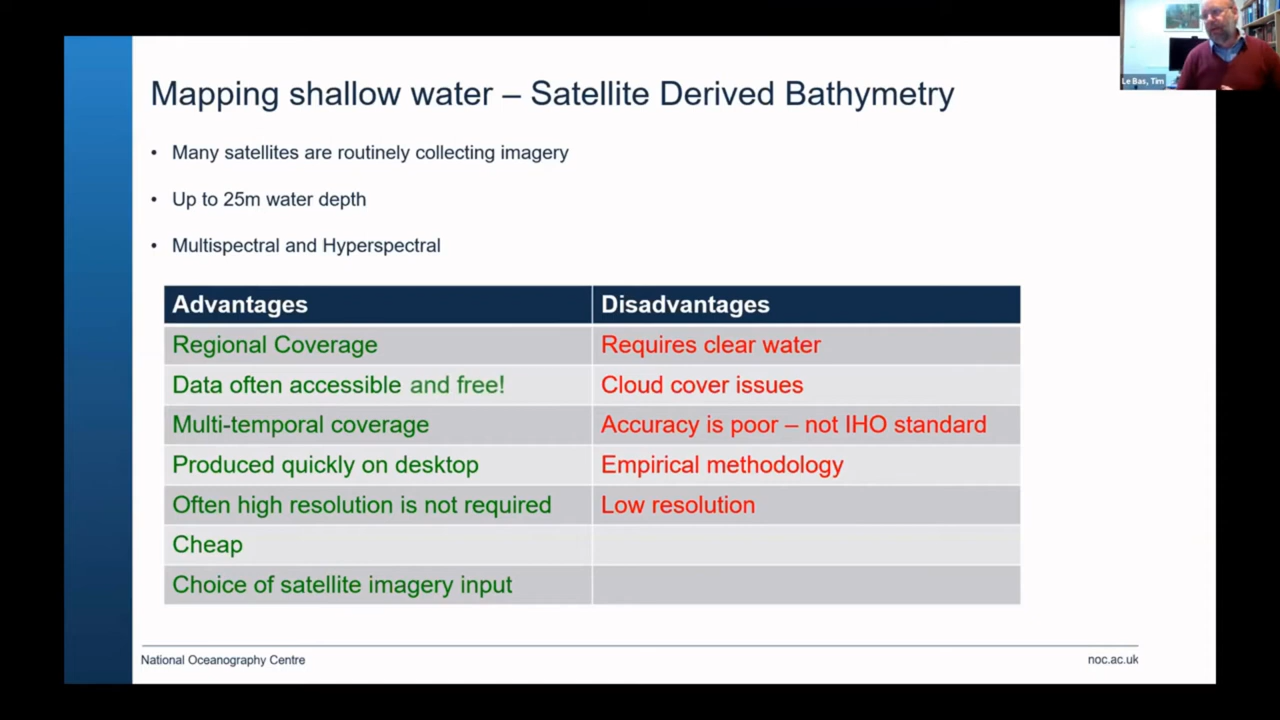 Le Bas, Tim
Mapping shallow water – Satellite Derived Bathymetry
• Many satellites are routinely collecting imagery
• Up to 25m water depth
• Multispectral and Hyperspectral
Advantages Disadvantages
Regional Coverage Requires clear water
Data often accessible and free! Cloud cover issues
Multi-temporal coverage Accuracy is poor – not IHO standard
Produced quickly on desktop Empirical methodology
Often high resolution is not required Low resolution
Cheap
Choice of satellite imagery input
National Oceanography Centre noc.ac.uk